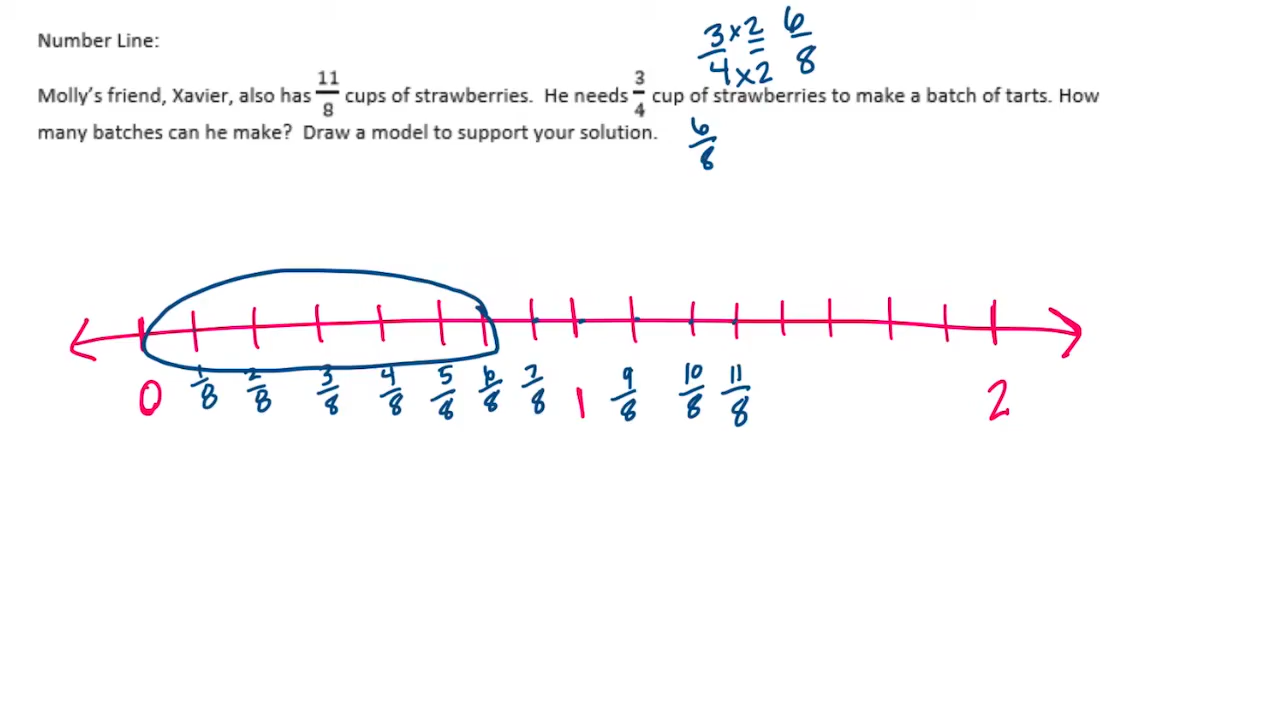 Number Line:
3/4 × 2/× 2 = 6/8
Molly's friend, Xavier, also has 11/8 cups of strawberries. He needs 3/4 cup of strawberries to make a batch of tarts. How
many batches can he make? Draw a model to support your solution.
6/8
0 1/8 2/8 3/8 4/8 5/8 6/8 7/8 1 9/8 10/8 11/8 2